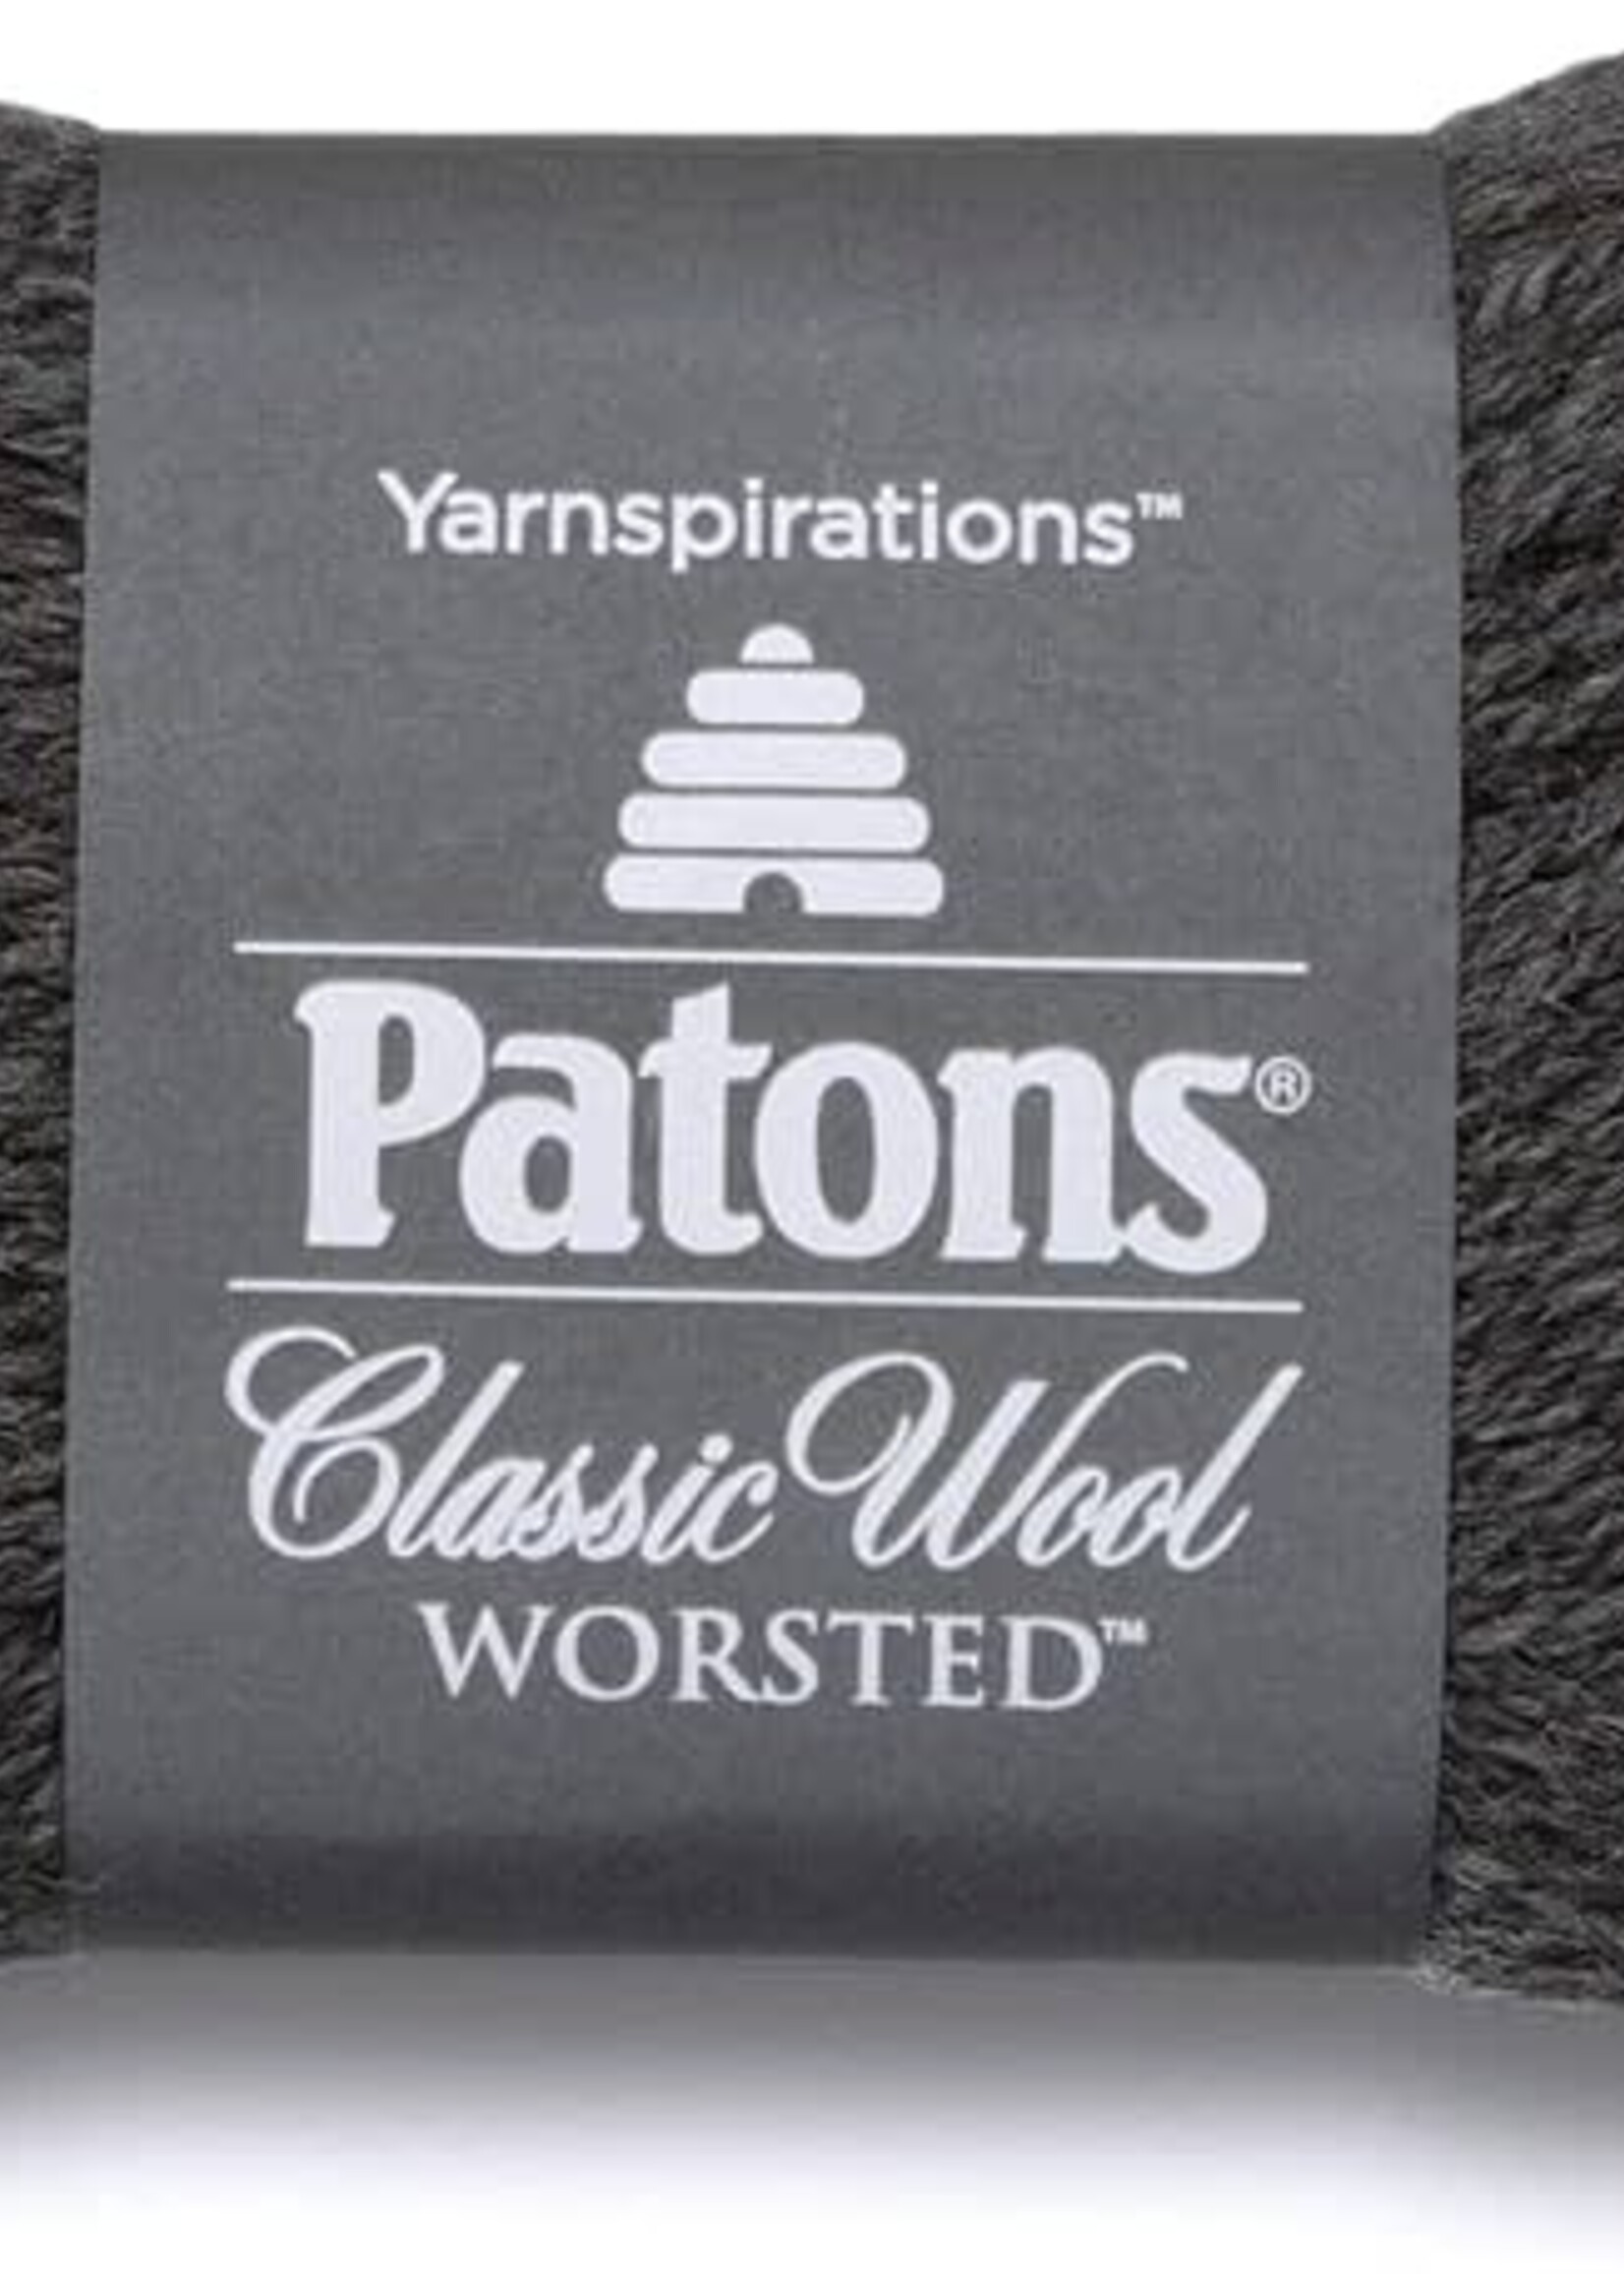 Yarnspirations™
Patons®
Classic Wool
WORSTED™